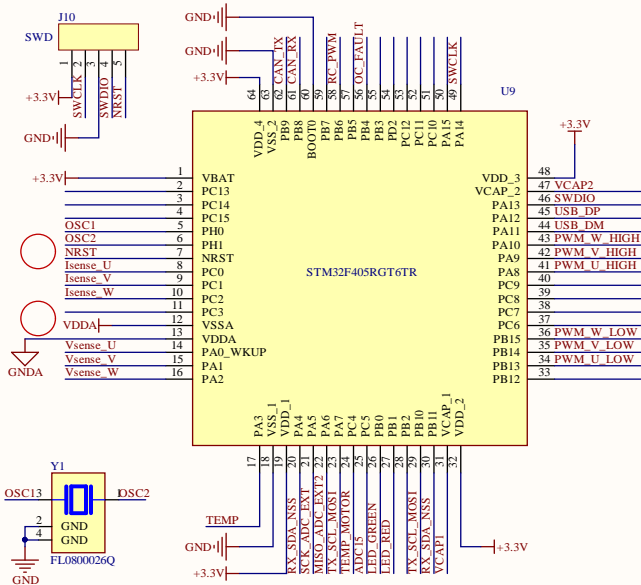 J10
SWD
1
2
3
4
5
+3.3V
SWCLK
SWDIO
NRST
GND
GND
GND
+3.3V
CAN_TX
CAN_RX
RC_PWM
OC_FAULT
SWCLK
64
63
62
61
60
59
58
57
56
55
54
53
52
51
50
49
U9
VDD_4
VSS_2
PB9
PB8
BOOT0
PB7
PB6
PB5
PB4
PB3
PD2
PC12
PC11
PC10
PA15
PA14
+3.3V
+3.3V
1 VBAT
2 PC13
3 PC14
4 PC15
OSC1 5 PH0
OSC2 6 PH1
NRST 7 NRST
Isense_U 8 PC0
Isense_V 9 PC1
Isense_W 10 PC2
11 PC3
VDDA 12 VSSA
13 VDDA
Vsense_U 14 PA0_WKUP
Vsense_V 15 PA1
Vsense_W 16 PA2
GNDA
STM32F405RGT6TR
VDD_3 48
VCAP_2 47 VCAP2
PA13 46 SWDIO
PA12 45 USB_DP
PA11 44 USB_DM
PA10 43 PWM_W_HIGH
PA9 42 PWM_V_HIGH
PA8 41 PWM_U_HIGH
PC9 40
PC8 39
PC7 38
PC6 37
PB15 36 PWM_W_LOW
PB14 35 PWM_V_LOW
PB13 34 PWM_U_LOW
PB12 33
PA3
VSS_1
VDD_1
PA4
PA5
PA6
PA7
PC4
PC5
PB0
PB1
PB2
PB10
PB11
VCAP_1
VDD_2
17
18
19
20
21
22
23
24
25
26
27
28
29
30
31
32
TEMP
GND
+3.3V
RX_SDA_NSS
SCK_ADC_EXT
MISO_ADC_EXT2
TX_SCL_MOSI
TEMP_MOTOR
ADC15
LED_GREEN
LED_RED
TX_SCL_MOSI
RX_SDA_NSS
VCAP1
+3.3V
Y1
OSC1 3
1 OSC2
2 GND
4 GND
FL0800026Q
GND